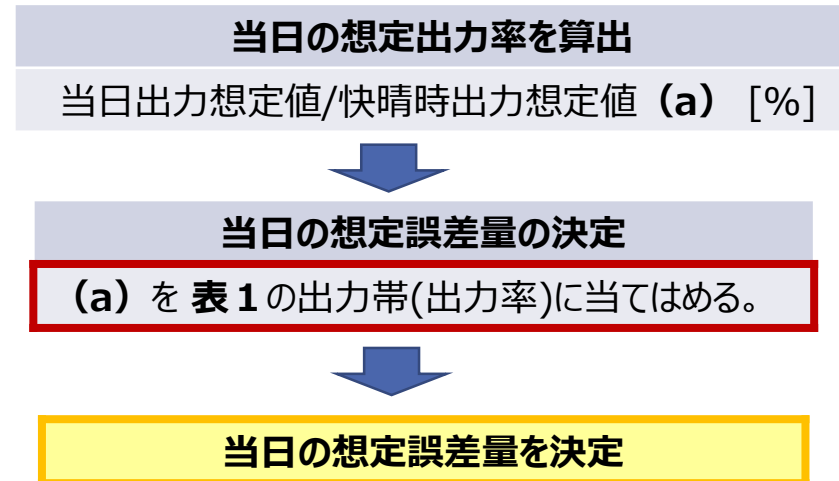 当日の想定出力率を算出
当日出力想定値/快晴時出力想定値（a） [%]
当日の想定誤差量の決定
（a）を 表１の出力帯(出力率)に当てはめる。
当日の想定誤差量を決定